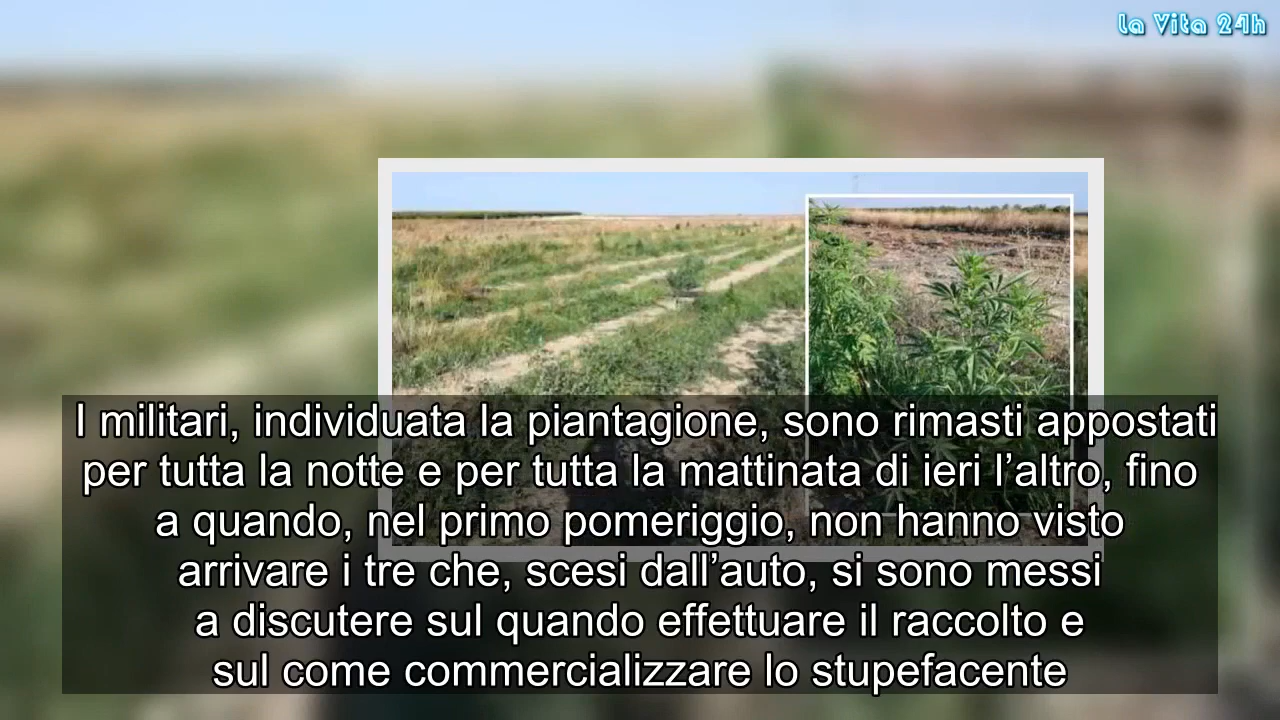 La Vita 24h
I militari, individuata la piantagione, sono rimasti appostati
per tutta la notte e per tutta la mattinata di ieri l’altro, fino
a quando, nel primo pomeriggio, non hanno visto
arrivare i tre che, scesi dall’auto, si sono messi
a discutere sul quando effettuare il raccolto e
sul come commercializzare lo stupefacente